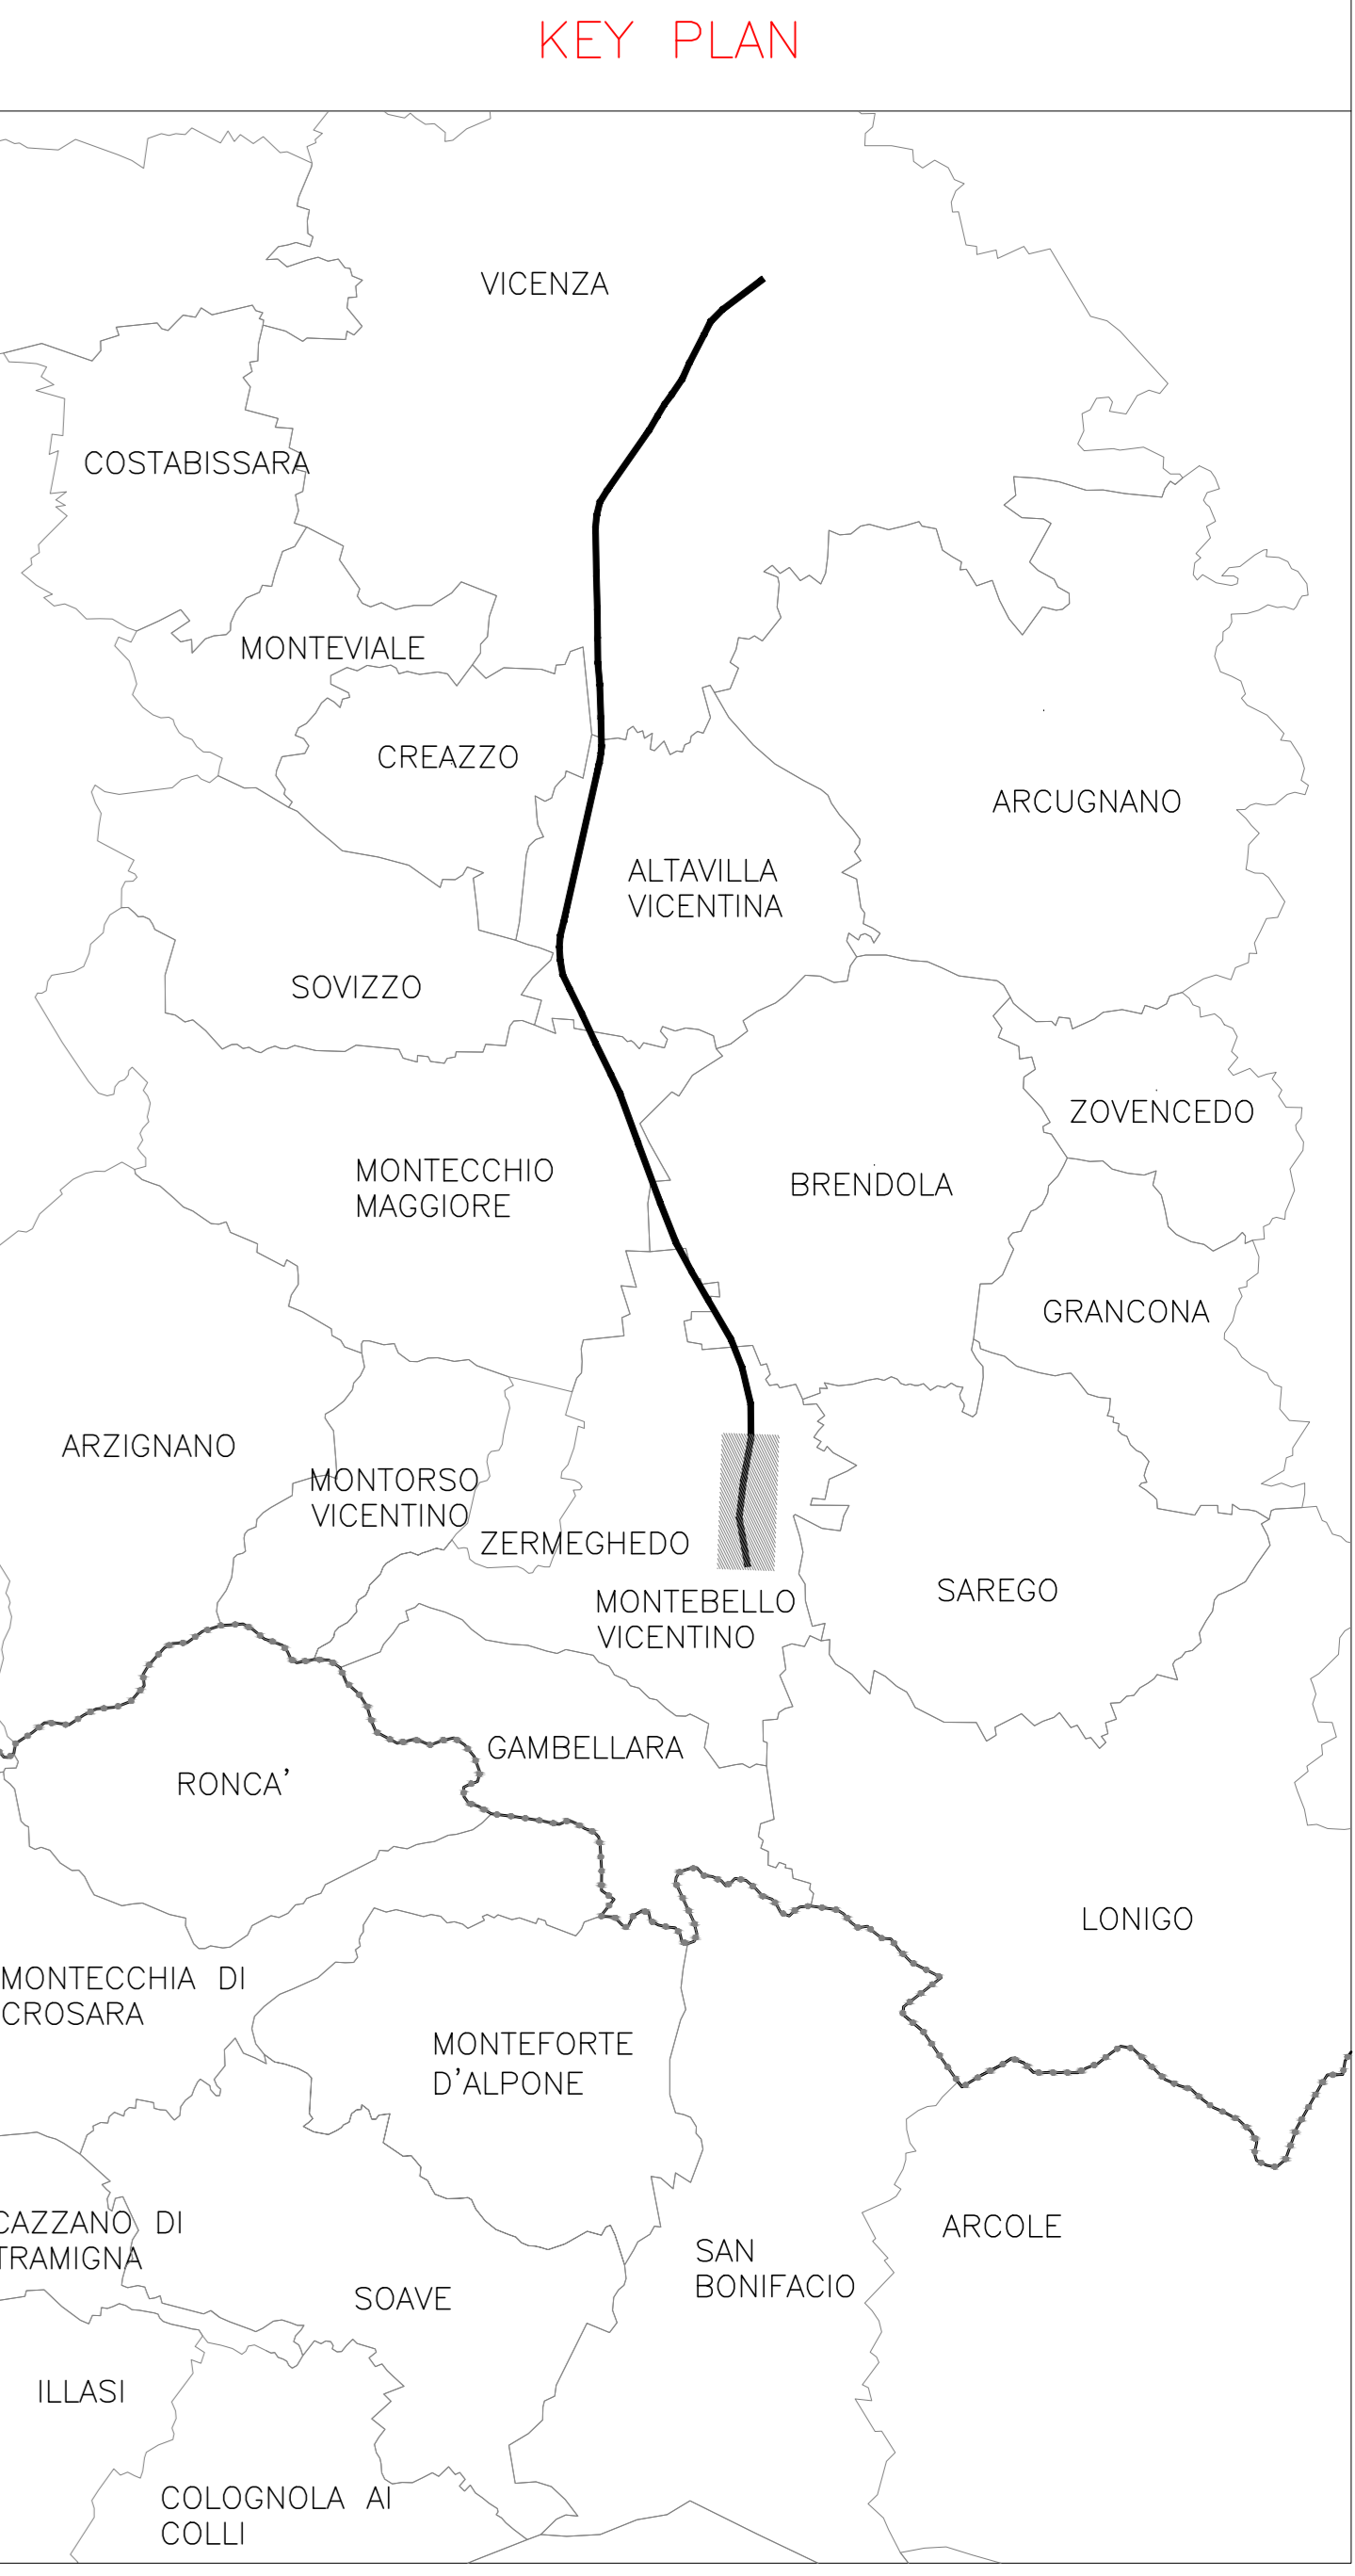 KEY PLAN
VICENZA
COSTABISSARA
MONTEVIALE
CREAZZO
ARCUGNANO
ALTAVILLA
VICENTINA
SOVIZZO
ZOVENCEDO
MONTECCHIO
MAGGIORE
BRENDOLA
GRANCONA
ARZIGNANO
MONTORSO
VICENTINO
ZERMEGHEDO
MONTEBELLO
VICENTINO
SAREGO
GAMBELLARA
RONCA'
LONIGO
MONTECCHIA DI
CROSARA
MONTEFORTE
D'ALPONE
CAZZANO DI
TRAMIGNA
ARCOLE
SAN
BONIFACIO
SOAVE
ILLASI
COLOGNOLA AI
COLLI